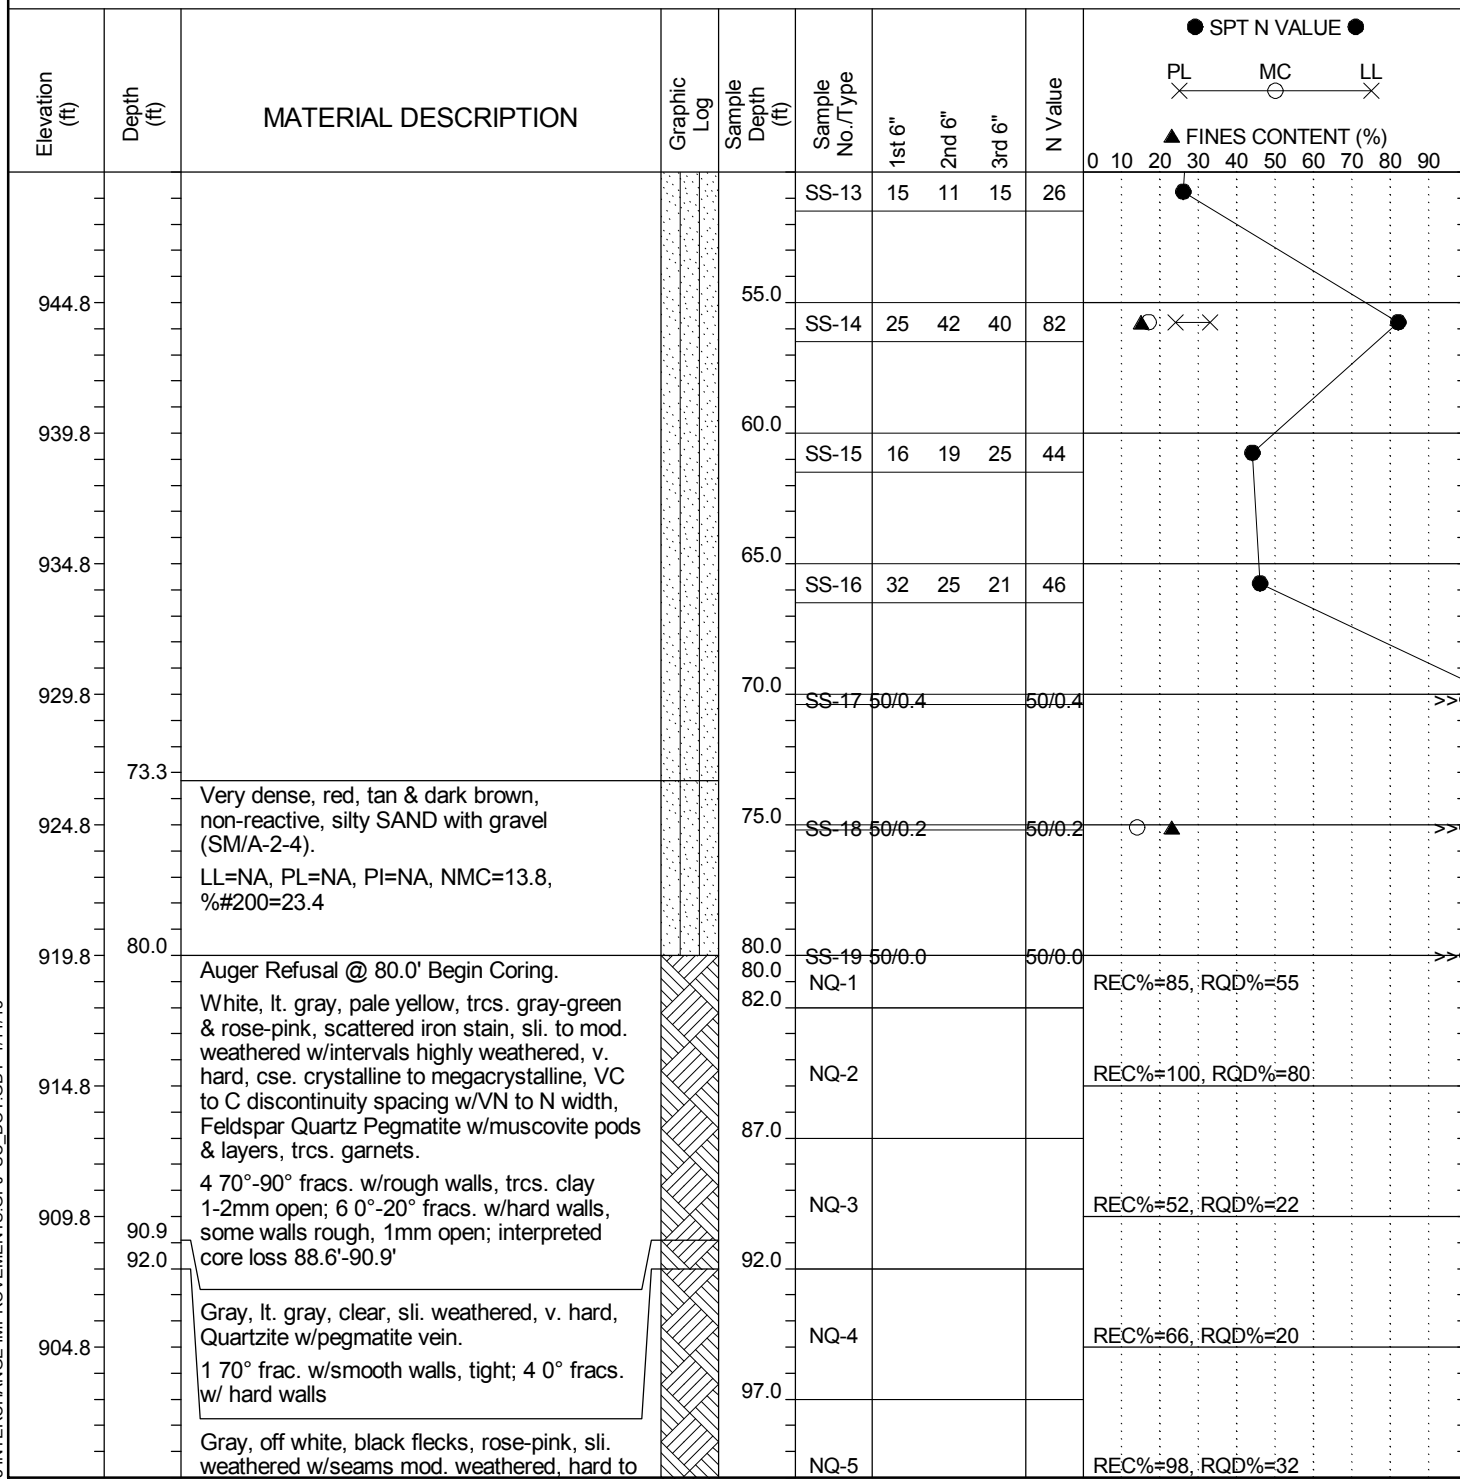 ● SPT N VALUE ●
PL MC LL
▲ FINES CONTENT (%)
0 10 20 30 40 50 60 70 80 90
Elevation (ft)
Depth (ft)
MATERIAL DESCRIPTION
Graphic Log
Sample Depth (ft)
Sample No./Type
1st 6"
2nd 6"
3rd 6"
N Value
SS-13 15 11 15 26
944.8 55.0
SS-14 25 42 40 82
939.8 60.0
SS-15 16 19 25 44
934.8 65.0
SS-16 32 25 21 46
929.8 70.0
SS-17 50/0.4 50/0.4 >>
73.3
Very dense, red, tan & dark brown,
non-reactive, silty SAND with gravel
(SM/A-2-4).
LL=NA, PL=NA, PI=NA, NMC=13.8,
%#200=23.4
924.8 75.0
SS-18 50/0.2 50/0.2 >>
919.8 80.0 80.0
SS-19 50/0.0 50/0.0 >>
Auger Refusal @ 80.0' Begin Coring.
White, lt. gray, pale yellow, trcs. gray-green
& rose-pink, scattered iron stain, sli. to mod.
weathered w/intervals highly weathered, v.
hard, cse. crystalline to megacrystalline, VC
to C discontinuity spacing w/VN to N width,
Feldspar Quartz Pegmatite w/muscovite pods
& layers, trcs. garnets.
4 70°-90° fracs. w/rough walls, trcs. clay
1-2mm open; 6 0°-20° fracs. w/hard walls,
some walls rough, 1mm open; interpreted
core loss 88.6'-90.9'
80.0
NQ-1 REC%=85, RQD%=55
82.0
914.8
NQ-2 REC%=100, RQD%=80
87.0
909.8
NQ-3 REC%=52, RQD%=22
90.9
92.0 92.0
Gray, lt. gray, clear, sli. weathered, v. hard,
Quartzite w/pegmatite vein.
1 70° frac. w/smooth walls, tight; 4 0° fracs.
w/ hard walls
904.8
NQ-4 REC%=66, RQD%=20
97.0
Gray, off white, black flecks, rose-pink, sli.
weathered w/seams mod. weathered, hard to
NQ-5 REC%=98, RQD%=32